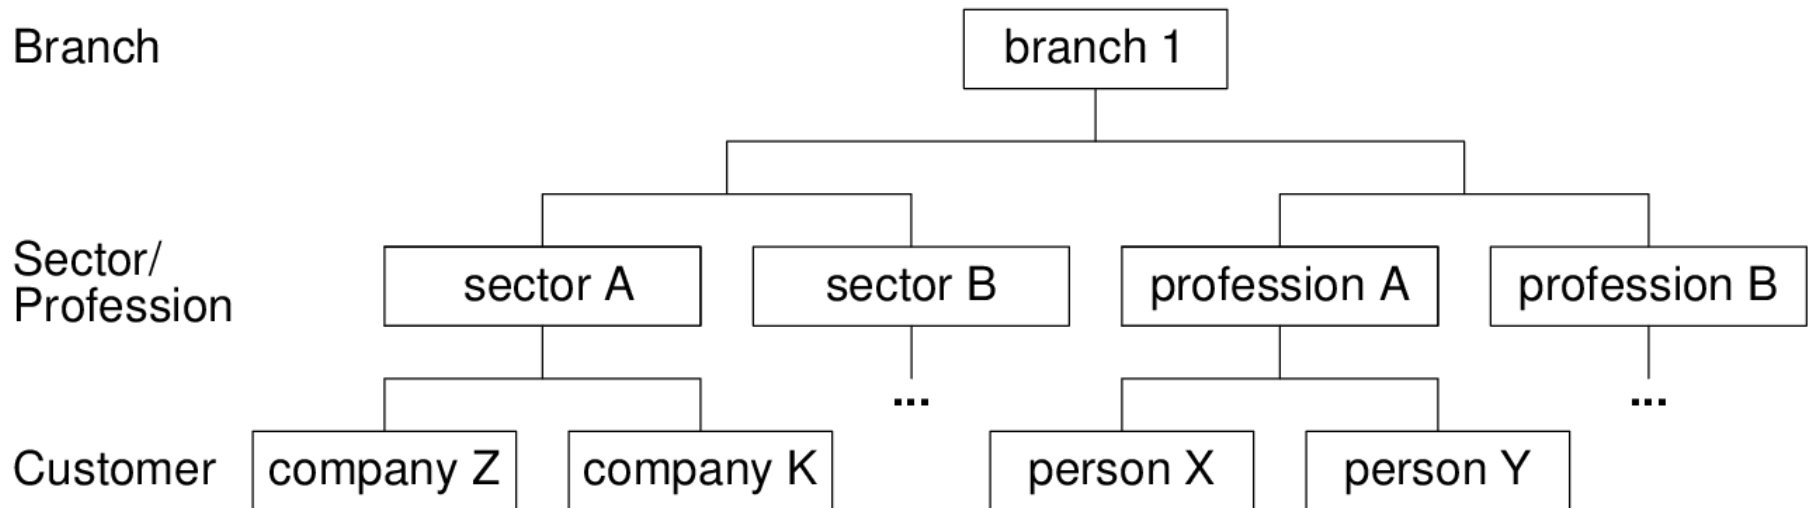 Branch
branch 1
Sector/
Profession
sector A
sector B
profession A
profession B
...
...
Customer
company Z
company K
person X
person Y